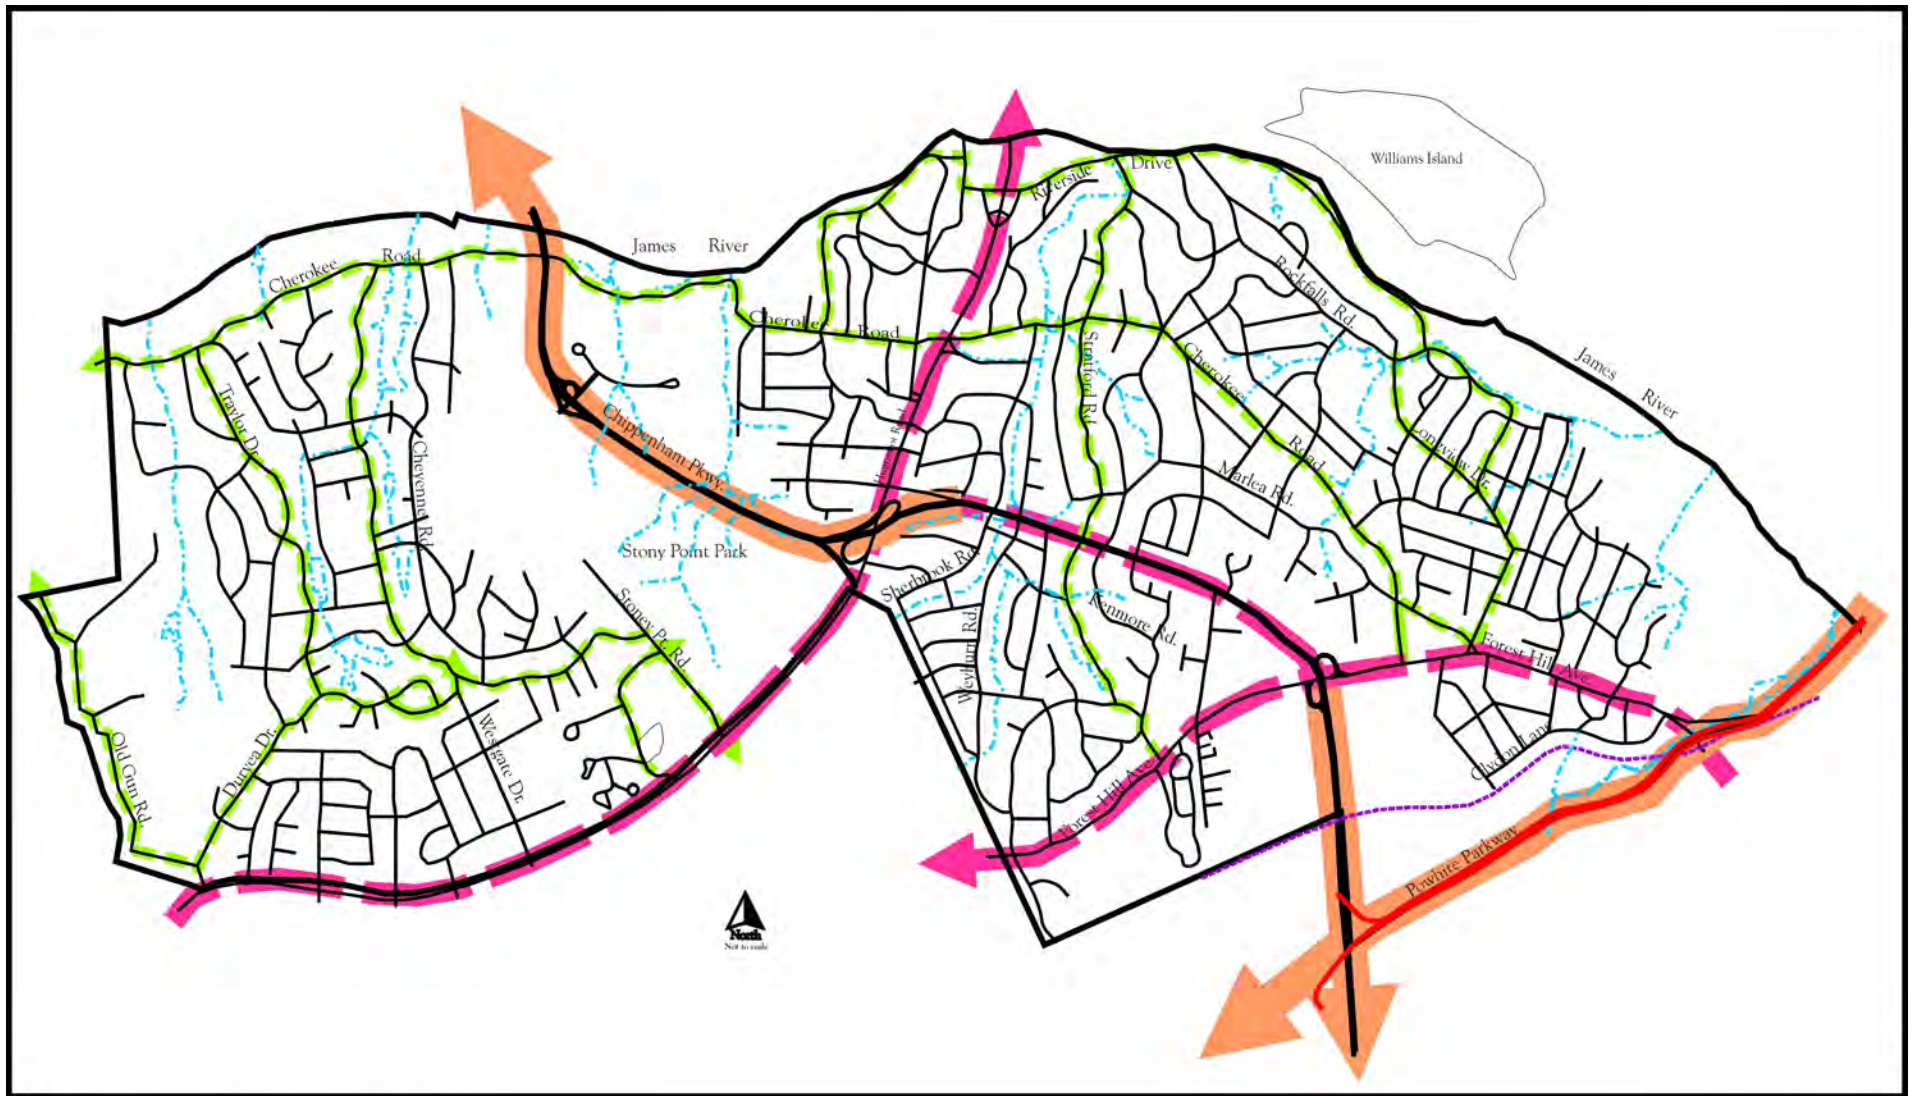 Williams Island
Riverside
Drive
James River
Cherokee Road
Rockfalls Rd.
Cherokee Road
James
River
Stratford Rd.
Cherokee
Road
Traylor Dr.
Chippenham Pkwy.
Cheyenne Rd.
Longview Dr.
Marlea Rd.
Stony Point Park
Sherbrook Rd.
Stoney Pt. Rd.
Kenmore Rd.
Weyburn Rd.
Forest Hill Ave.
Westgate Dr.
Old Gun Rd.
Duryea Dr.
Clydon Lane
Forest Hill Ave.
Powhite Parkway
North
Not to scale